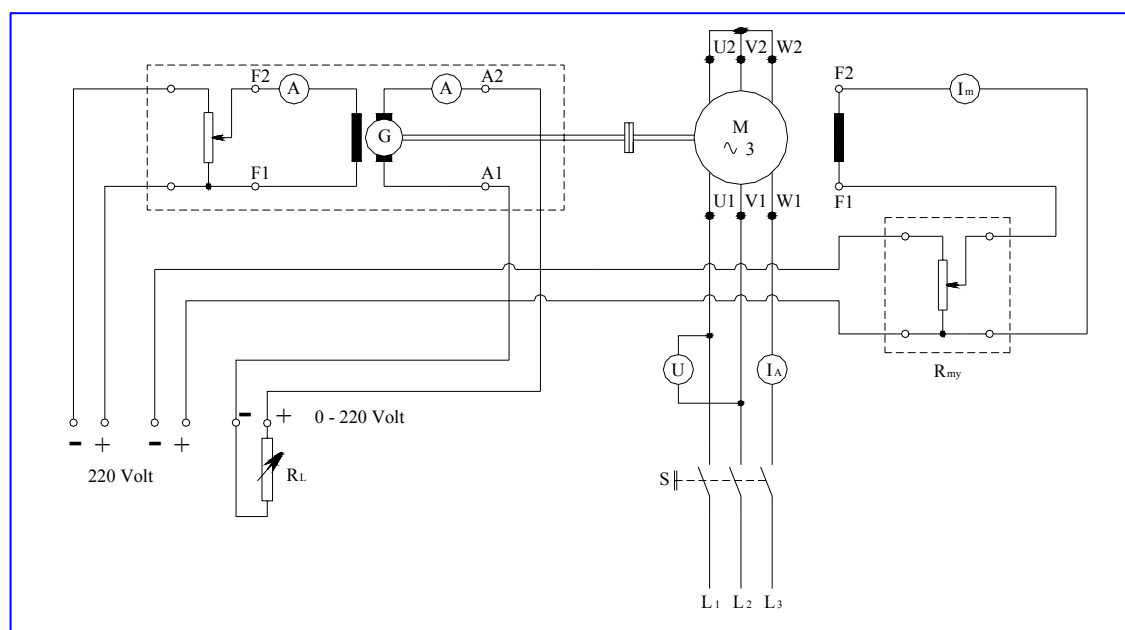 U2 V2 W2
F2 A A2
F2 Im
G
M
3
F1 A1
U1 V1 W1
F1
U IA
Rmy
- + - + - + 0 - 220 Volt
220 Volt
RL
S
L1 L2 L3